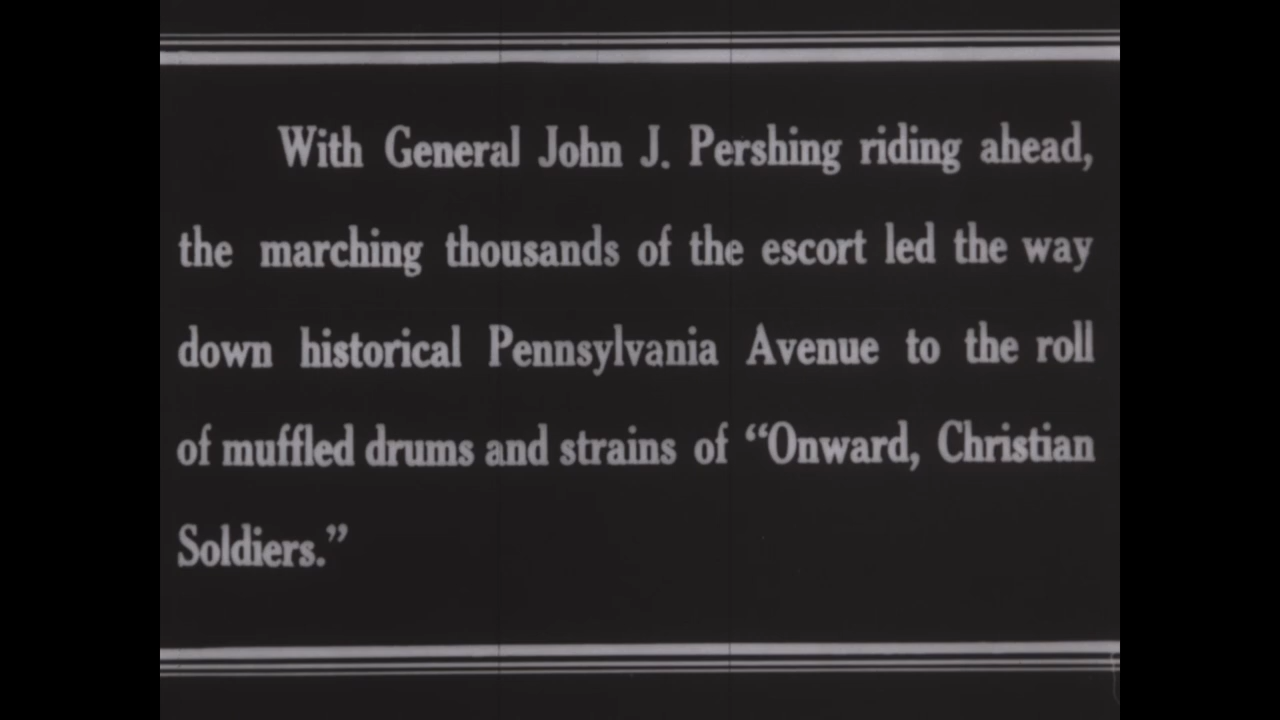 With General John J. Pershing riding ahead,
the marching thousands of the escort led the way
down historical Pennsylvania Avenue to the roll
of muffled drums and strains of “Onward, Christian
Soldiers.”